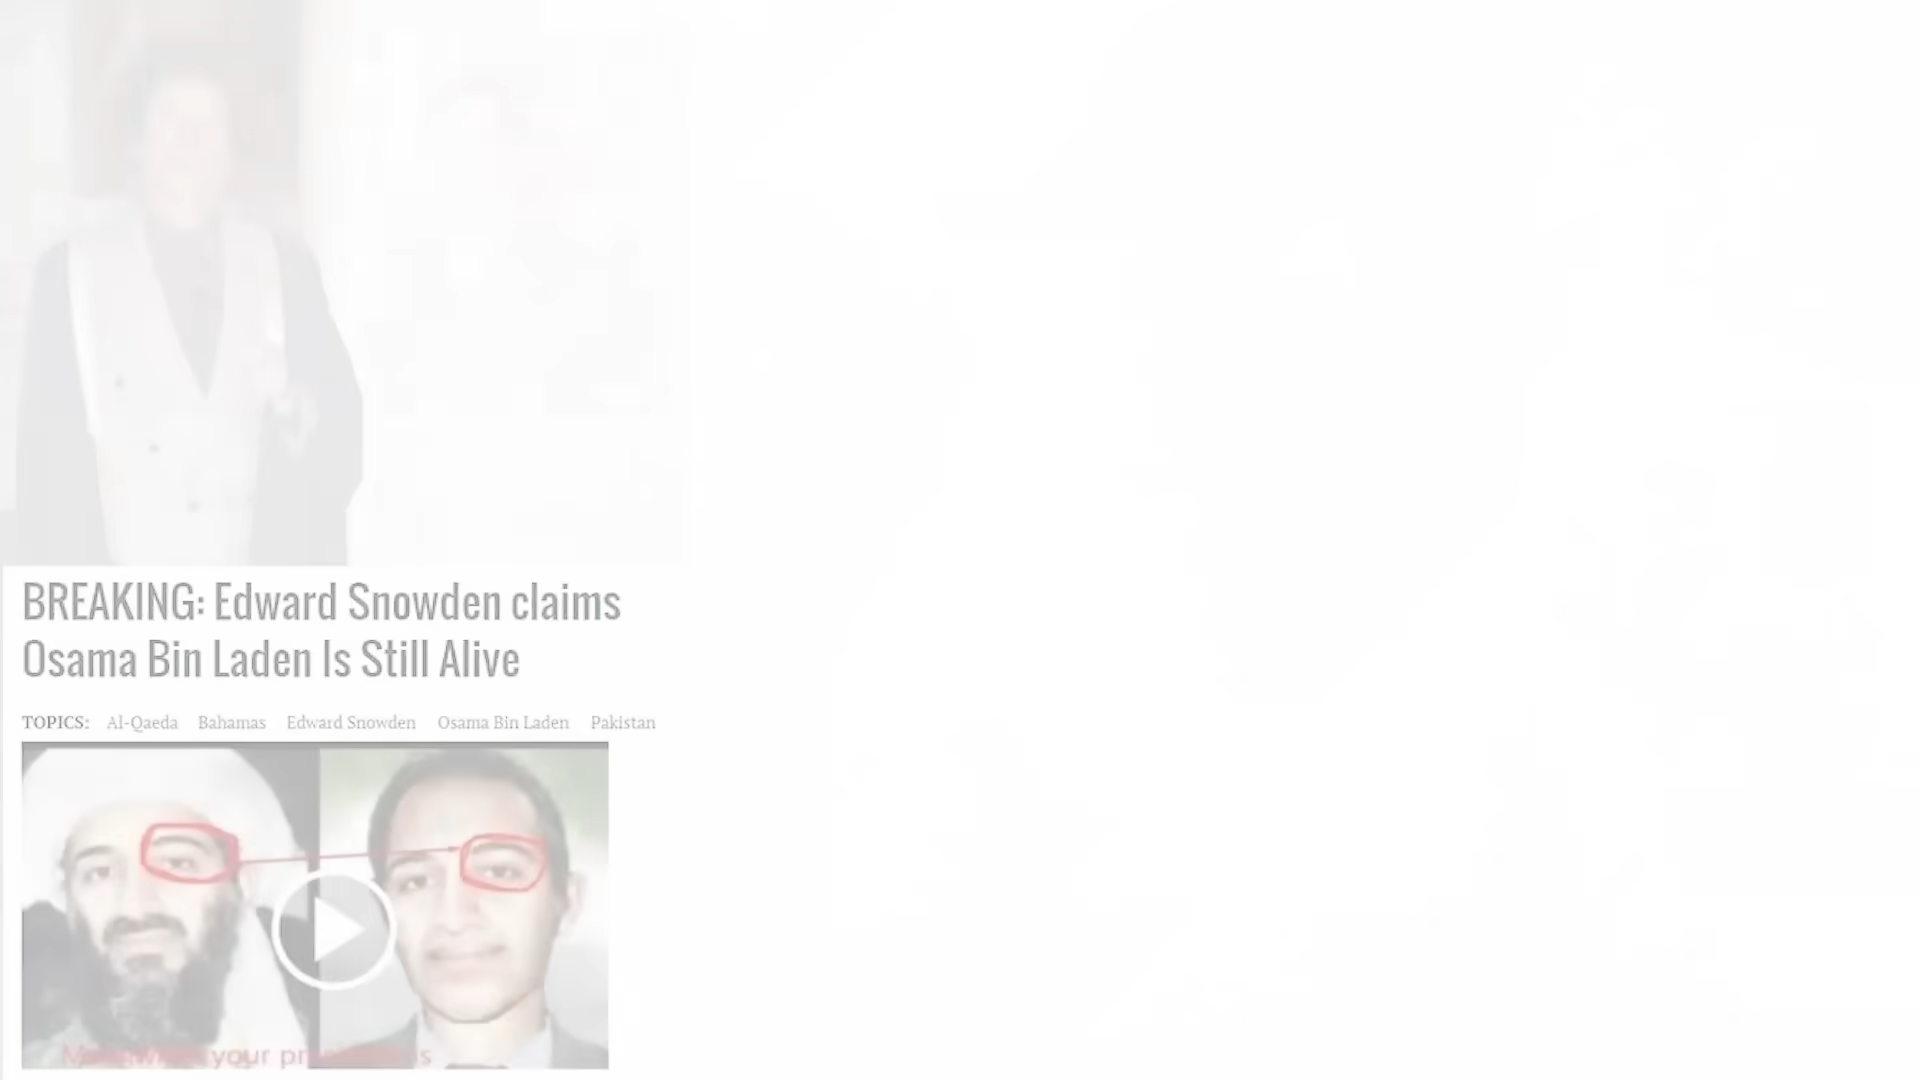 BREAKING: Edward Snowden claims
Osama Bin Laden Is Still Alive
TOPICS: Al-Qaeda Bahamas Edward Snowden Osama Bin Laden Pakistan
your